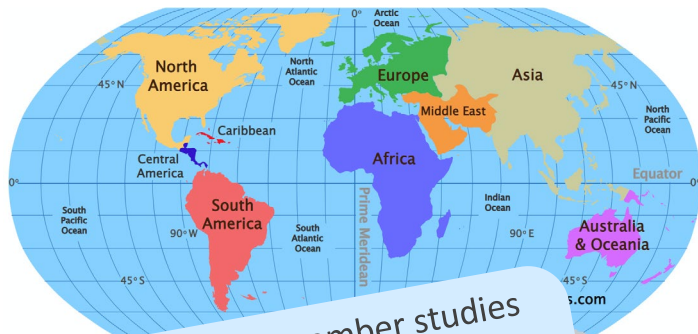 0°
Arctic
Ocean
North
America
North
Atlantic
Ocean
Europe
Asia
45° N
45° N
Middle East
North
Pacific
Ocean
Caribbean
Central
America
Africa
Equator
0°
0°
South
Pacific
Ocean
South
America
Prime Meridean
Indian
Ocean
90° W
South
Atlantic
Ocean
90° E
Australia
& Oceania
45° S
45° S
s.com
studies